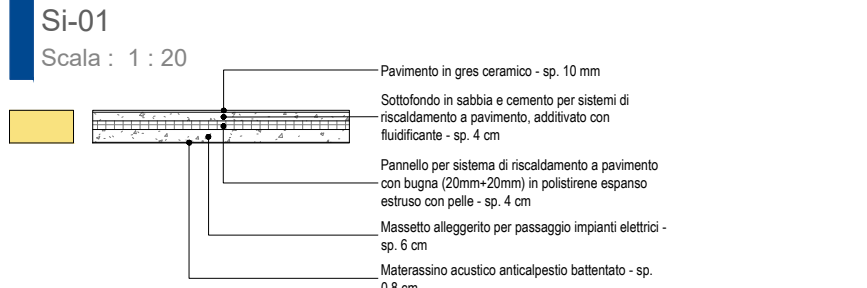 Si-01
Scala : 1 : 20
Pavimento in gres ceramico - sp. 10 mm
Sottofondo in sabbia e cemento per sistemi di
riscaldamento a pavimento, additivato con
fluidificante - sp. 4 cm
Pannello per sistema di riscaldamento a pavimento
con bugna (20mm+20mm) in polistirene espanso
estruso con pelle - sp. 4 cm
Massetto alleggerito per passaggio impianti elettrici -
sp. 6 cm
Materassino acustico anticalpestio battentato - sp.
0.8 cm